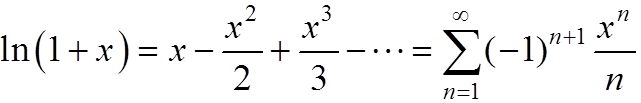 ln(1 + x) = x − x²/2 + x³/3 − ⋯ = ∑_{n=1}^{∞} (−1)^{n+1} xⁿ/n